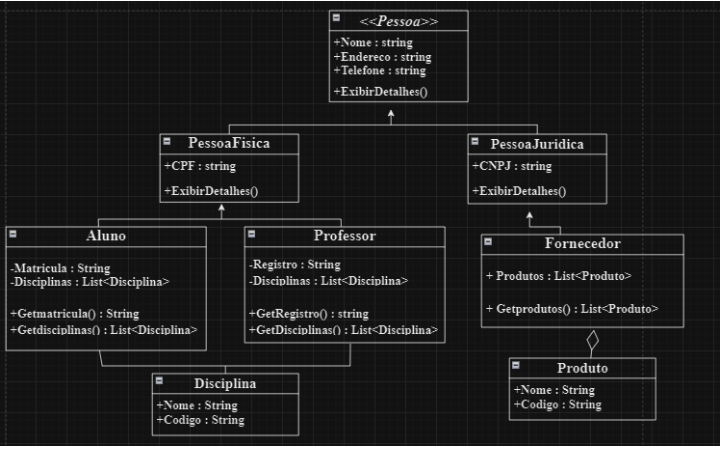 <<Pessoa>>
+Nome : string
+Endereco : string
+Telefone : string
+ExibirDetalhes()
PessoaFisica
+CPF : string
+ExibirDetalhes()
PessoaJuridica
+CNPJ : string
+ExibirDetalhes()
Aluno
-Matricula : String
-Disciplinas : List<Disciplina>
+Getmatricula() : String
+Getdisciplinas() : List<Disciplina>
Professor
-Registro : String
-Disciplinas : List<Disciplina>
+GetRegistro() : string
+GetDisciplinas() : List<Disciplina>
Fornecedor
+ Produtos : List<Produto>
+ Getprodutos() : List<Produto>
Disciplina
+Nome : String
+Codigo : String
Produto
+Nome : String
+Codigo : String